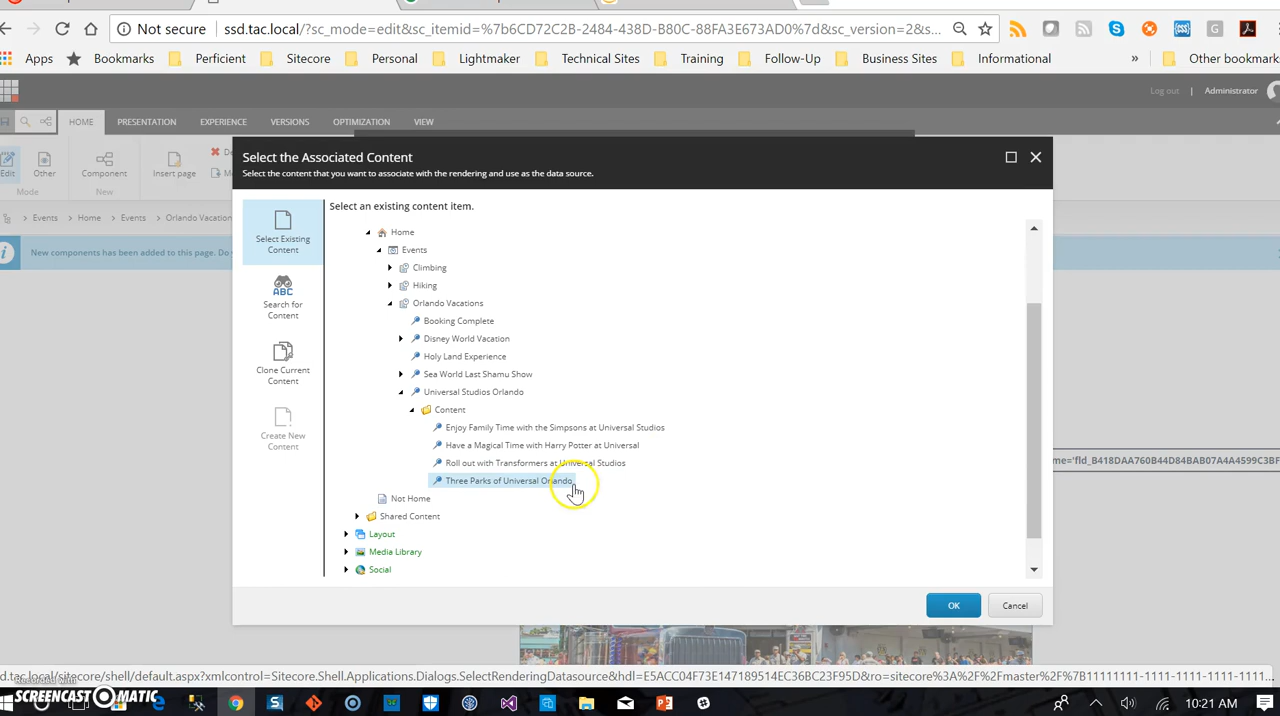 Not secure
ssd.tac.local/?sc_mode=edit&sc_itemid=%7b6CD72C2B-2484-438D-B80C-88FA3E673AD0%7d&sc_version=2&s...
Apps Bookmarks Perficient Sitecore Personal Lightmaker Technical Sites Training Follow-Up Business Sites Informational » Other bookmarks
Log out | Administrator
HOME PRESENTATION EXPERIENCE VERSIONS OPTIMIZATION VIEW
Edit Other Component Insert page
Mode New
Events Home Events Orlando Vacation
New components has been added to this page. Do
Select the Associated Content
Select the content that you want to associate with the rendering and use as the data source.
Select Existing Content
Search for Content
Clone Current Content
Create New Content
Select an existing content item.
Home
Events
Climbing
Hiking
Orlando Vacations
Booking Complete
Disney World Vacation
Holy Land Experience
Sea World Last Shamu Show
Universal Studios Orlando
Content
Enjoy Family Time with the Simpsons at Universal Studios
Have a Magical Time with Harry Potter at Universal
Roll out with Transformers at Universal Studios
Three Parks of Universal Orlando
Not Home
Shared Content
Layout
Media Library
Social
me='fld_B418DAA760B44D84BAB07A4A4599C3BF
OK Cancel
d.tac.local/sitecore/shell/default.aspx?xmlcontrol=Sitecore.Shell.Applications.Dialogs.SelectRenderingDatasource&hdl=E5ACC04F73E147189514EC36BC23F95D&ro=sitecore%3A%2F%2Fmaster%2F%7B11111111-1111-1111-1111-1111...
SCREENCAST MATIC
10:21 AM